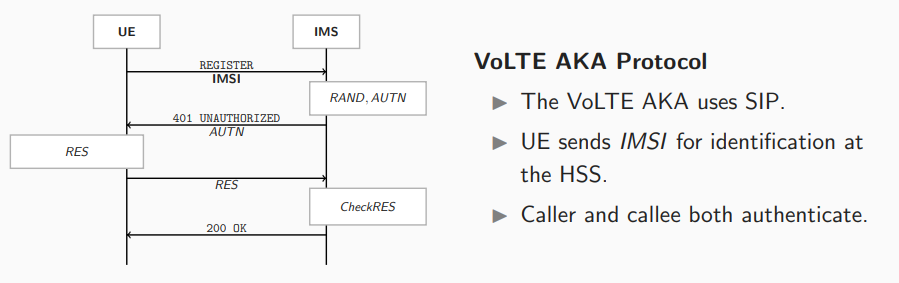 UE
IMS
REGISTER
IMSI
RAND, AUTN
401 UNAUTHORIZED
AUTN
RES
RES
CheckRES
200 OK
VoLTE AKA Protocol
▶ The VoLTE AKA uses SIP.
▶ UE sends IMSI for identification at
the HSS.
▶ Caller and callee both authenticate.